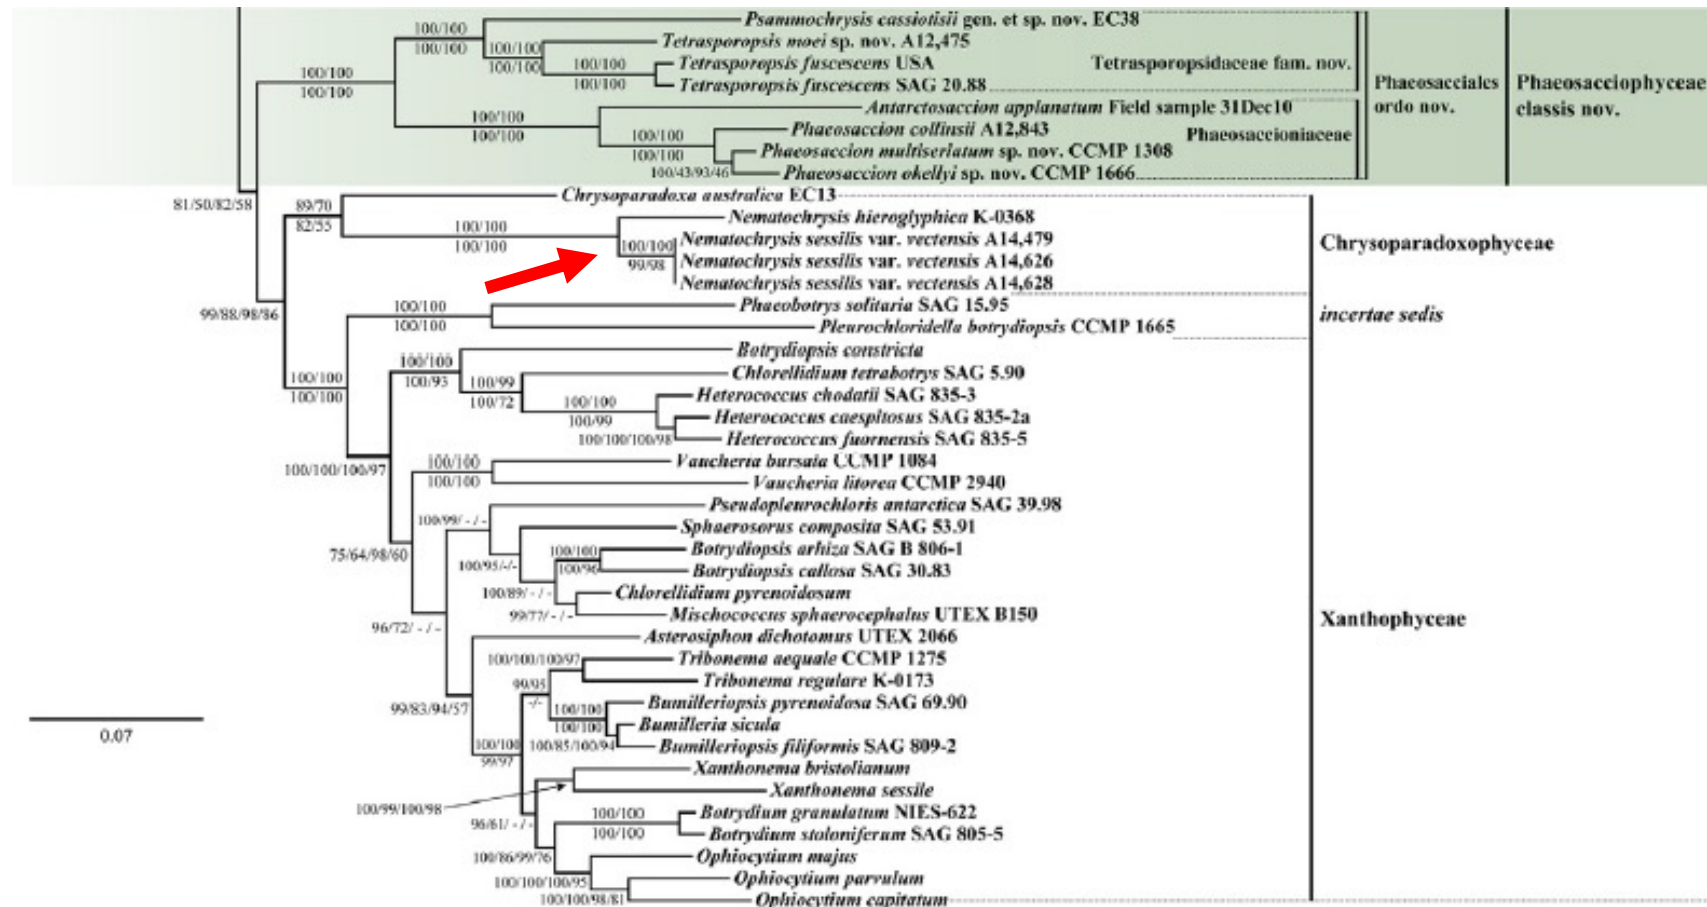 100/100
100/100
Psammochrysis cassiotisii gen. et sp. nov. EC38
100/100
100/100
Tetrasporopsis moei sp. nov. A12,475
100/100
100/100
Tetrasporopsis fuscescens USA
Tetrasporopsis fuscescens SAG 20.88
Tetrasporopsidaceae fam. nov.
100/100
100/100
Phaeosacciales
ordo nov.
Phaeosacciophyceae
classis nov.
100/100
100/100
Antarctosaccion applanatum Field sample 31Dec10
100/100
100/100
Phaeosaccion collinsii A12,843
Phaeosaccioniaceae
Phaeosaccion multiseriatum sp. nov. CCMP 1308
100/43/93/46
Phaeosaccion okellyi sp. nov. CCMP 1666
81/50/82/58
89/70
82/55
Chrysoparadoxa australica EC13
100/100
100/100
Nematochrysis hieroglyphica K-0368
100/100
99/98
Nematochrysis sessilis var. vectensis A14,479
Nematochrysis sessilis var. vectensis A14,626
Nematochrysis sessilis var. vectensis A14,628
Chrysoparadoxophyceae
99/88/98/86
100/100
100/100
Phaeobotrys solitaria SAG 15.95
Pleurochloridella botrydiopsis CCMP 1665
incertae sedis
100/100
100/100
100/100
100/93
Botrydiopsis constricta
100/99
100/72
Chlorellidium tetrabotrys SAG 5.90
100/100
100/99
Heterococcus chodatii SAG 835-3
Heterococcus caespitosus SAG 835-2a
100/100/100/98
Heterococcus fuornensis SAG 835-5
100/100/100/97
100/100
100/100
Vaucheria bursata CCMP 1084
Vaucheria litorea CCMP 2940
100/99/ - / -
Pseudopleurochloris antarctica SAG 39.98
75/64/98/60
Sphaerosorus composita SAG 53.91
100/95/-/-
100/100
100/96
Botrydiopsis arhiza SAG B 806-1
Botrydiopsis callosa SAG 30.83
100/89/ - / -
Chlorellidium pyrenoidosum
99/77/ - / -
Mischococcus sphaerocephalus UTEX B150
96/72/ - / -
Xanthophyceae
Asterosiphon dichotomus UTEX 2066
100/100/100/97
Tribonema aequale CCMP 1275
Tribonema regulare K-0173
99/95
-/-
99/83/94/57
100/100
100/100
Bumilleriopsis pyrenoidosa SAG 69.90
Bumilleria sicula
100/85/100/94
Bumilleriopsis filiformis SAG 809-2
100/100
99/97
0.07
Xanthonema bristolianum
Xanthonema sessile
100/99/100/98
96/61/ - / -
100/100
100/100
Botrydium granulatum NIES-622
Botrydium stoloniferum SAG 805-5
100/86/99/76
Ophiocytium majus
100/100/100/95
Ophiocytium parvulum
100/100/98/81
Ophiocytium capitatum